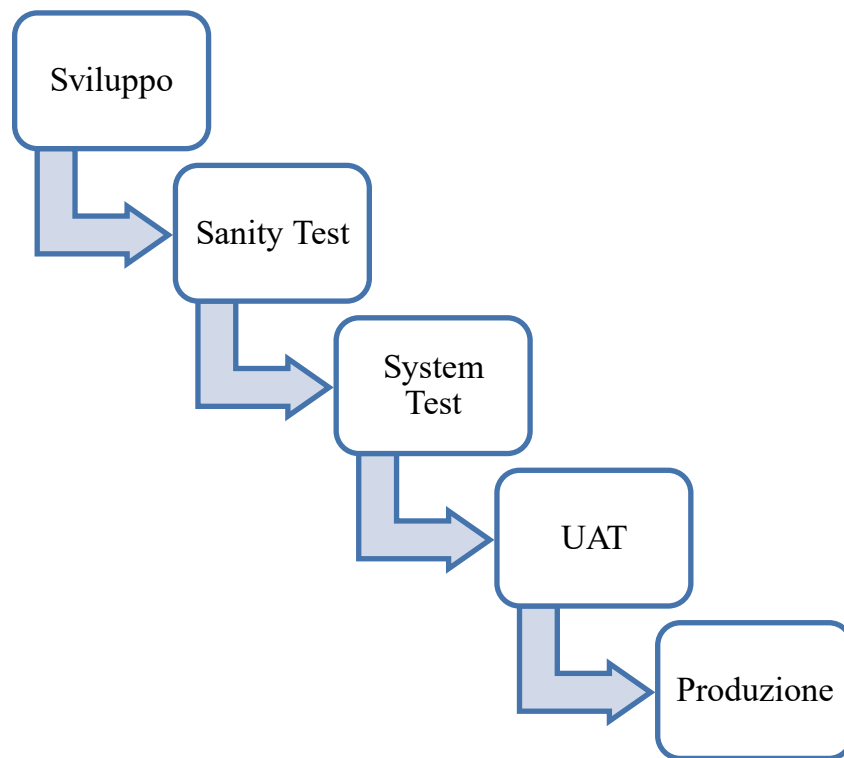 Sviluppo
Sanity Test
System
Test
UAT
Produzione